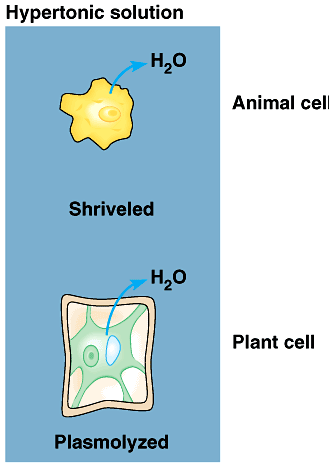 Hypertonic solution
H₂O
Animal cell
Shriveled
H₂O
Plant cell
Plasmolyzed